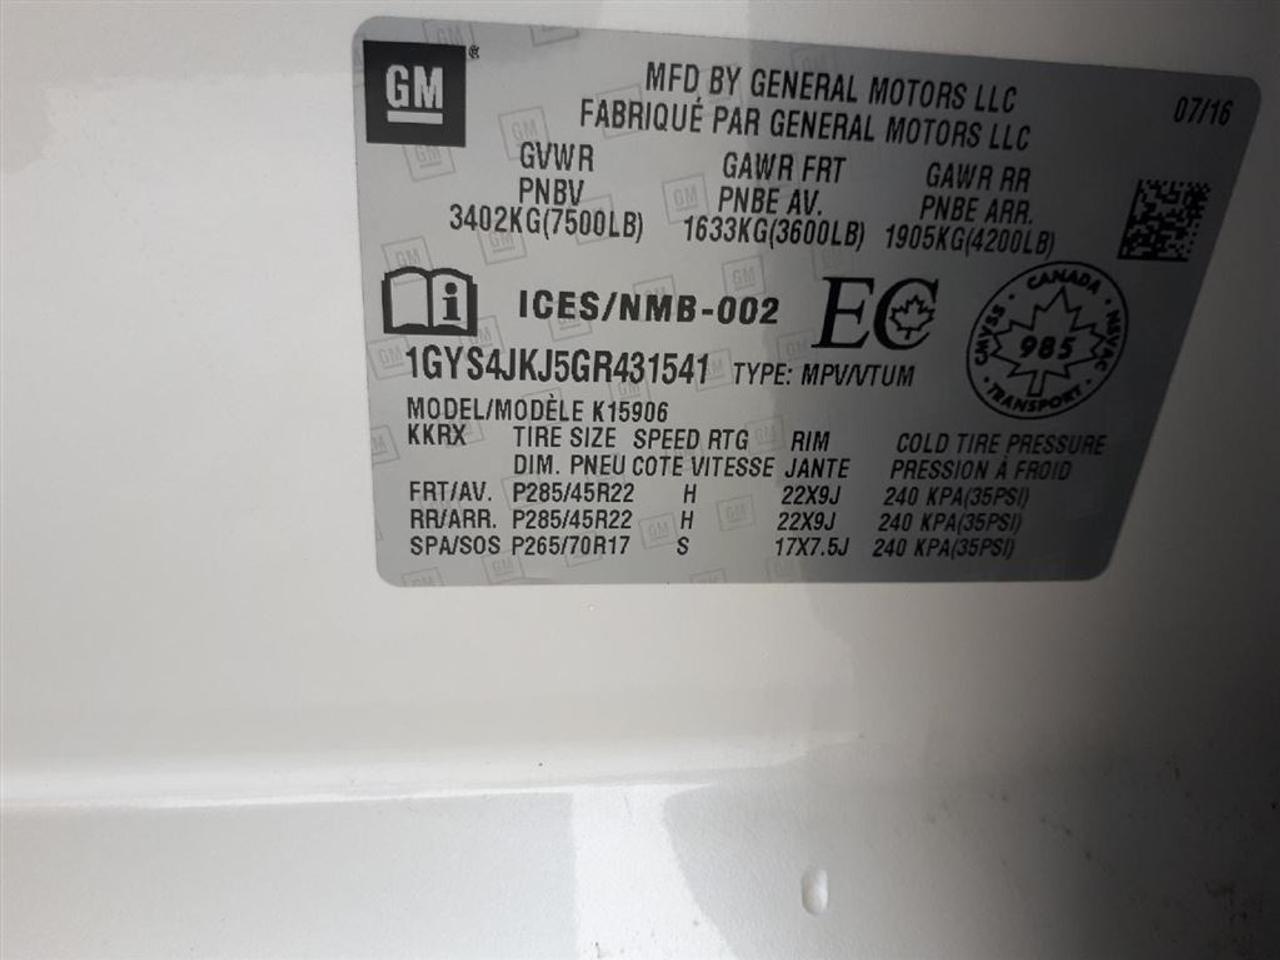 GM®
MFD BY GENERAL MOTORS LLC
07/16
FABRIQUÉ PAR GENERAL MOTORS LLC
GVWR GAWR FRT GAWR RR
PNBV PNBE AV. PNBE ARR.
3402KG(7500LB) 1633KG(3600LB) 1905KG(4200LB)
ICES/NMB-002 EC
CANADA · NSVAC · TRANSPORT · CMVSS ·
985
1GYS4JKJ5GR431541 TYPE: MPV/VTUM
MODEL/MODÈLE K15906
KKRX TIRE SIZE SPEED RTG RIM COLD TIRE PRESSURE
DIM. PNEU COTE VITESSE JANTE PRESSION À FROID
FRT/AV. P285/45R22 H 22X9J 240 KPA(35PSI)
RR/ARR. P285/45R22 H 22X9J 240 KPA(35PSI)
SPA/SOS P265/70R17 S 17X7.5J 240 KPA(35PSI)